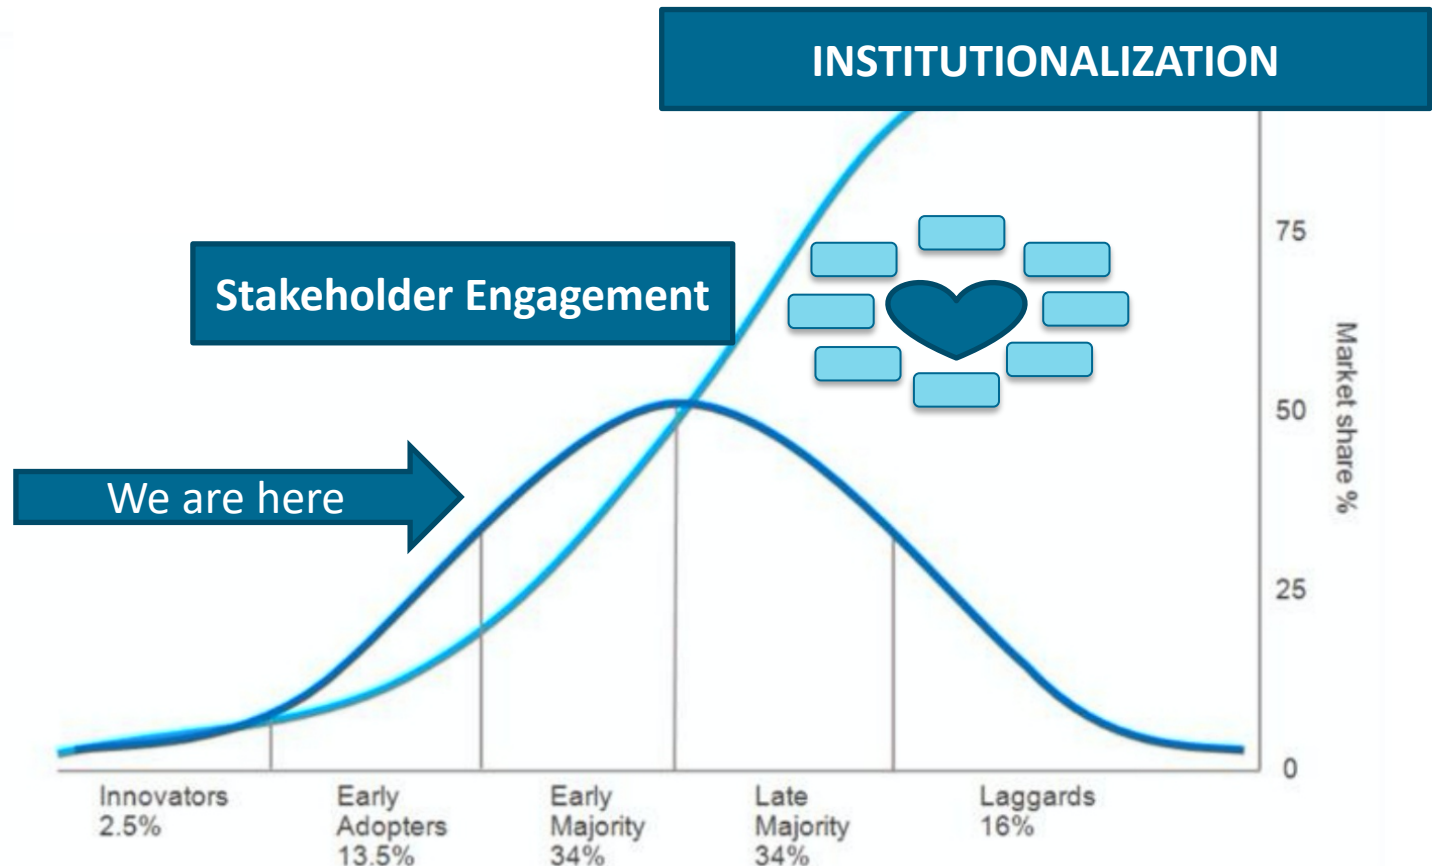 INSTITUTIONALIZATION
Stakeholder Engagement
We are here
75
50
25
0
Market share %
Innovators
2.5%
Early
Adopters
13.5%
Early
Majority
34%
Late
Majority
34%
Laggards
16%